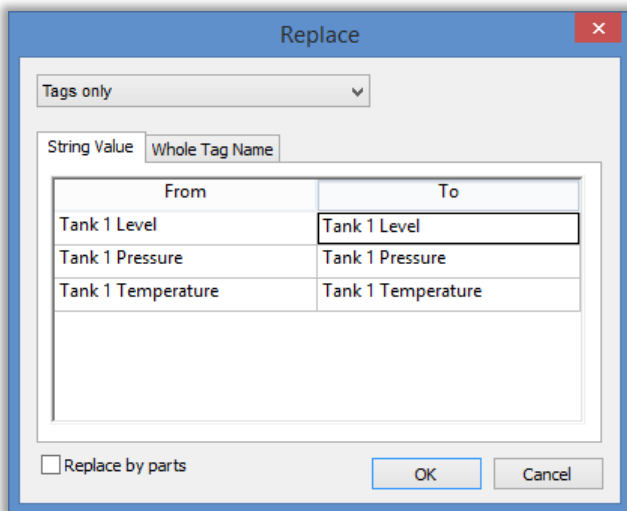 Replace
Tags only
String Value Whole Tag Name
From To
Tank 1 Level Tank 1 Level
Tank 1 Pressure Tank 1 Pressure
Tank 1 Temperature Tank 1 Temperature
Replace by parts OK Cancel